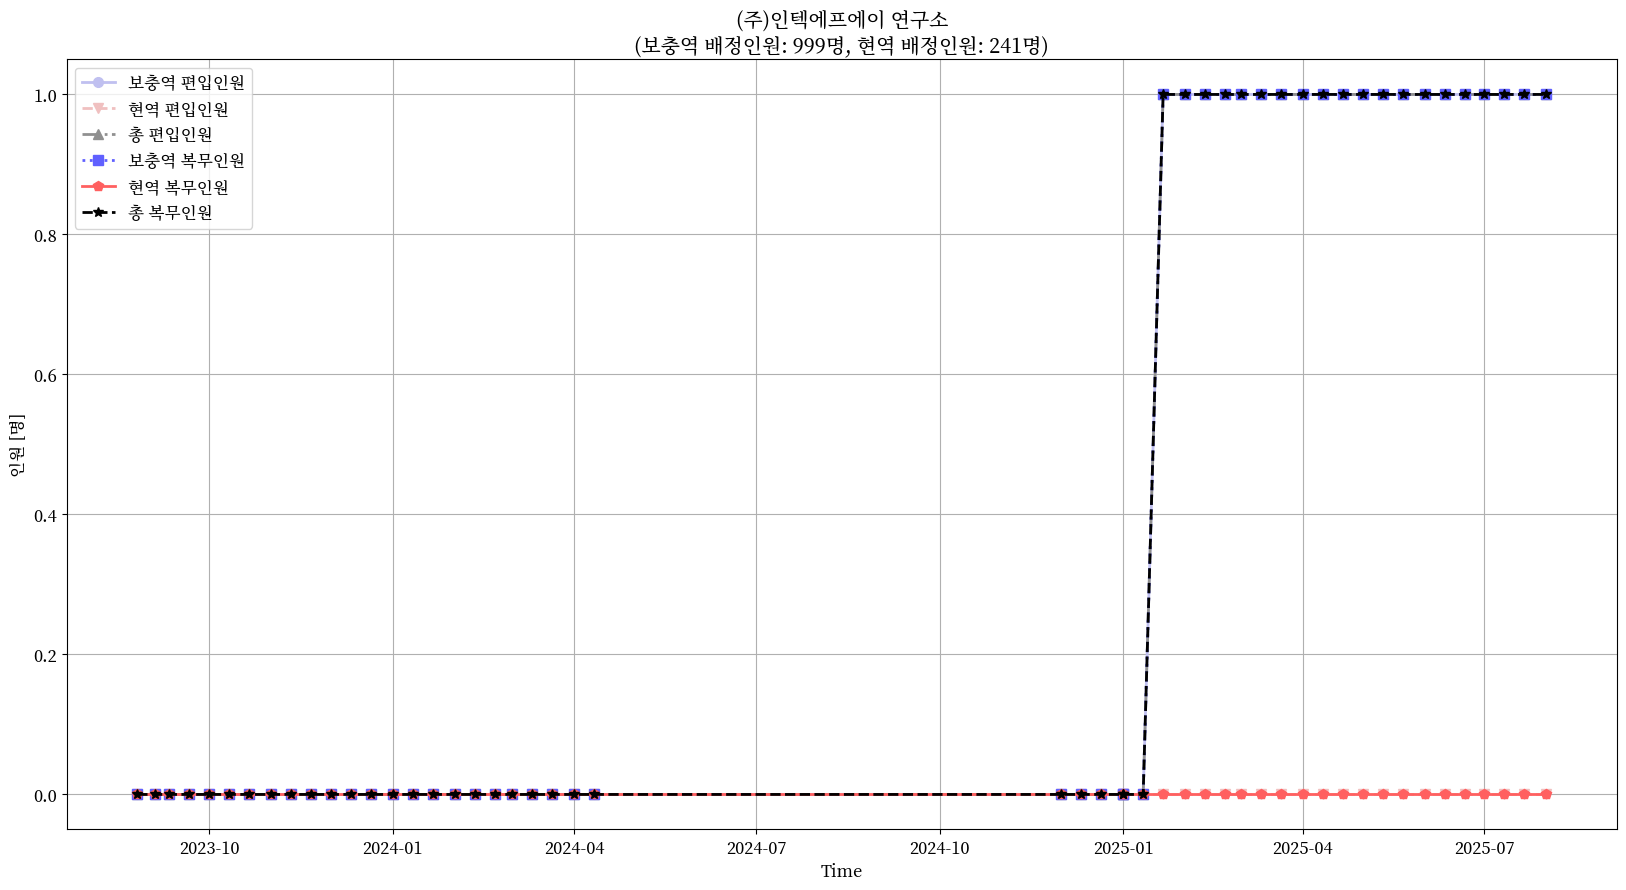 (주)인텍에프에이 연구소
(보충역 배정인원: 999명, 현역 배정인원: 241명)
보충역 편입인원
현역 편입인원
총 편입인원
보충역 복무인원
현역 복무인원
총 복무인원
1.0
0.8
0.6
0.4
0.2
0.0
인원 [명]
2023-10
2024-01
2024-04
2024-07
2024-10
2025-01
2025-04
2025-07
Time